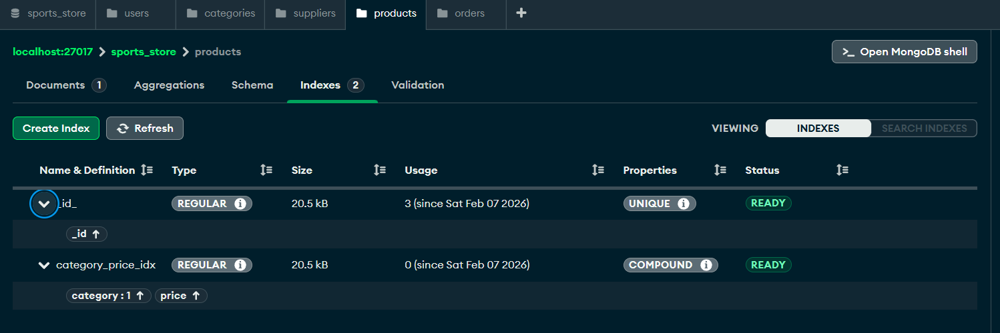 sports_store users categories suppliers products orders +
localhost:27017 > sports_store > products
>_ Open MongoDB shell
Documents 1 Aggregations Schema Indexes 2 Validation
Create Index Refresh VIEWING INDEXES SEARCH INDEXES
Name & Definition Type Size Usage Properties Status
_id_ REGULAR i 20.5 kB 3 (since Sat Feb 07 2026) UNIQUE i READY
_id ↑
category_price_idx REGULAR i 20.5 kB 0 (since Sat Feb 07 2026) COMPOUND i READY
category : 1 ↑ price ↑